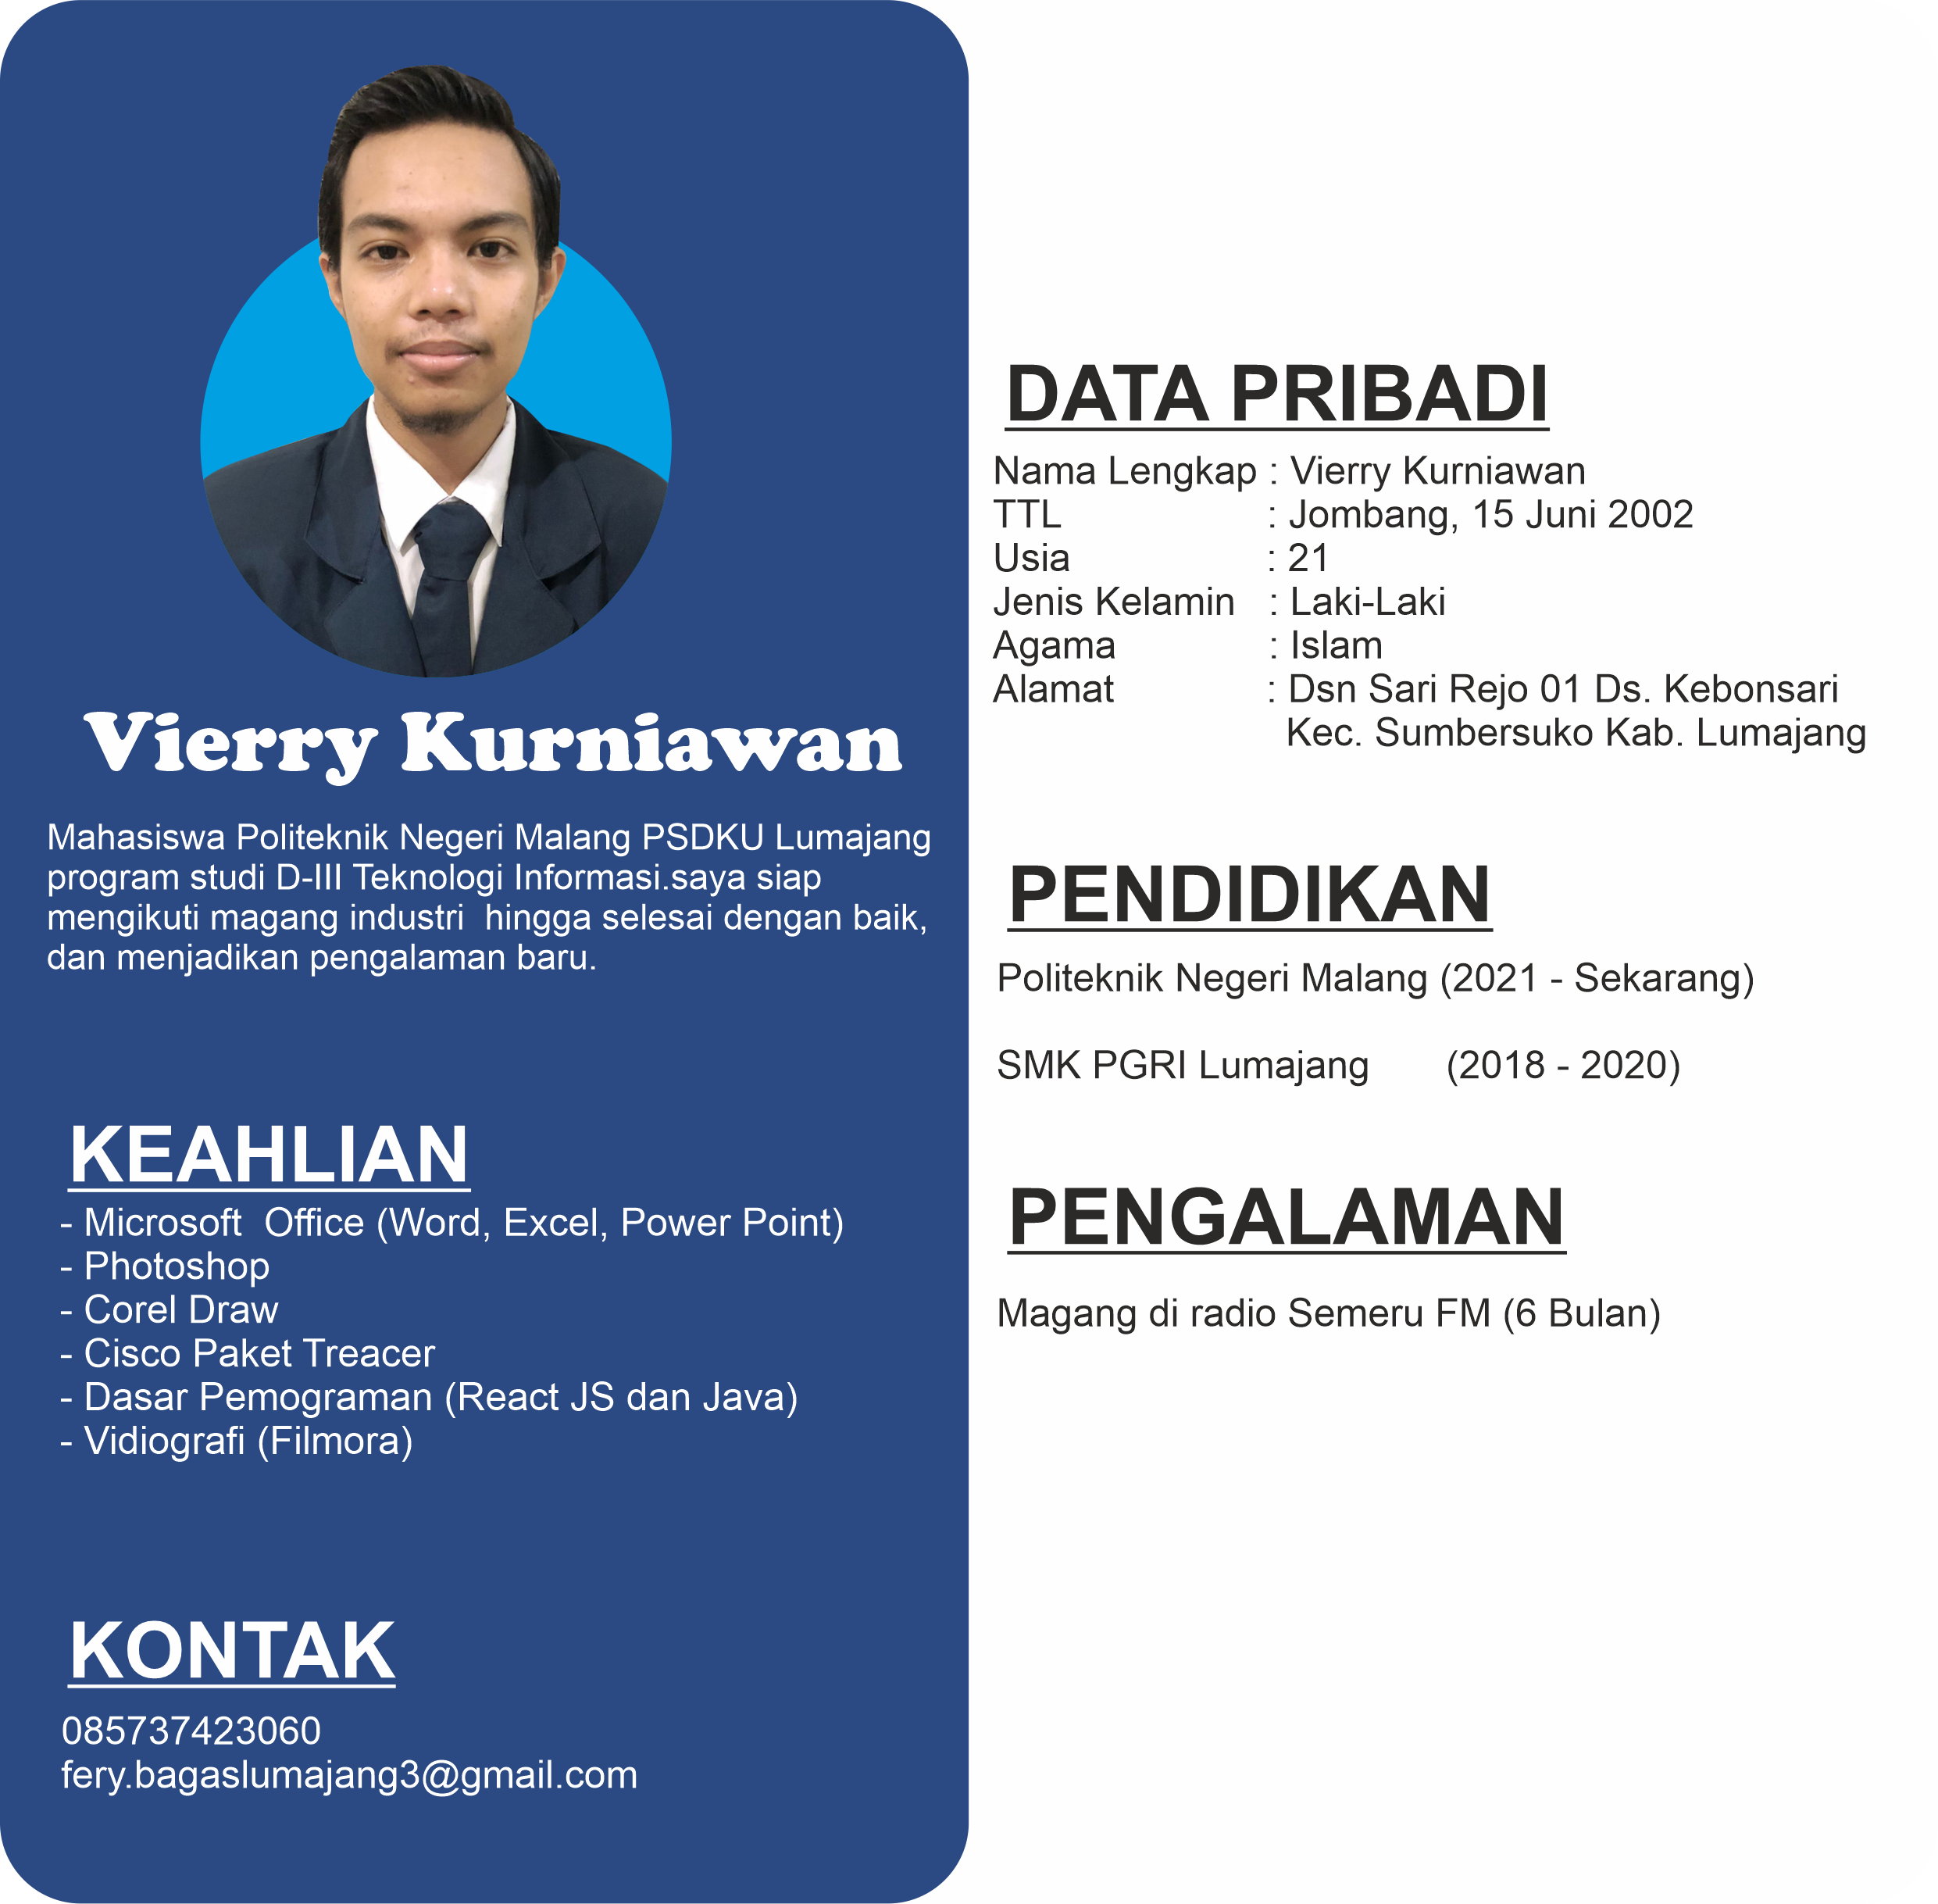 Vierry Kurniawan
Mahasiswa Politeknik Negeri Malang PSDKU Lumajang
program studi D-III Teknologi Informasi.saya siap
mengikuti magang industri  hingga selesai dengan baik,
dan menjadikan pengalaman baru.
KEAHLIAN
- Microsoft  Office (Word, Excel, Power Point)
- Photoshop
- Corel Draw
- Cisco Paket Treacer
- Dasar Pemograman (React JS dan Java)
- Vidiografi (Filmora)
KONTAK
085737423060
fery.bagaslumajang3@gmail.com
DATA PRIBADI
Nama Lengkap : Vierry Kurniawan
TTL : Jombang, 15 Juni 2002
Usia : 21
Jenis Kelamin : Laki-Laki
Agama : Islam
Alamat : Dsn Sari Rejo 01 Ds. Kebonsari
Kec. Sumbersuko Kab. Lumajang
PENDIDIKAN
Politeknik Negeri Malang (2021 - Sekarang)
SMK PGRI Lumajang (2018 - 2020)
PENGALAMAN
Magang di radio Semeru FM (6 Bulan)